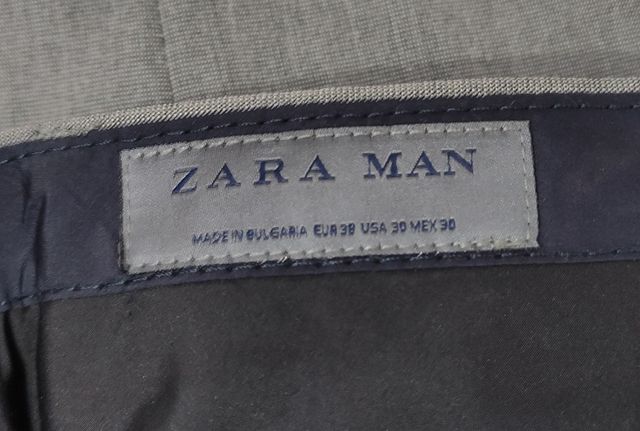 ZARA MAN
MADE IN BULGARIA EUR 38 USA 30 MEX 30